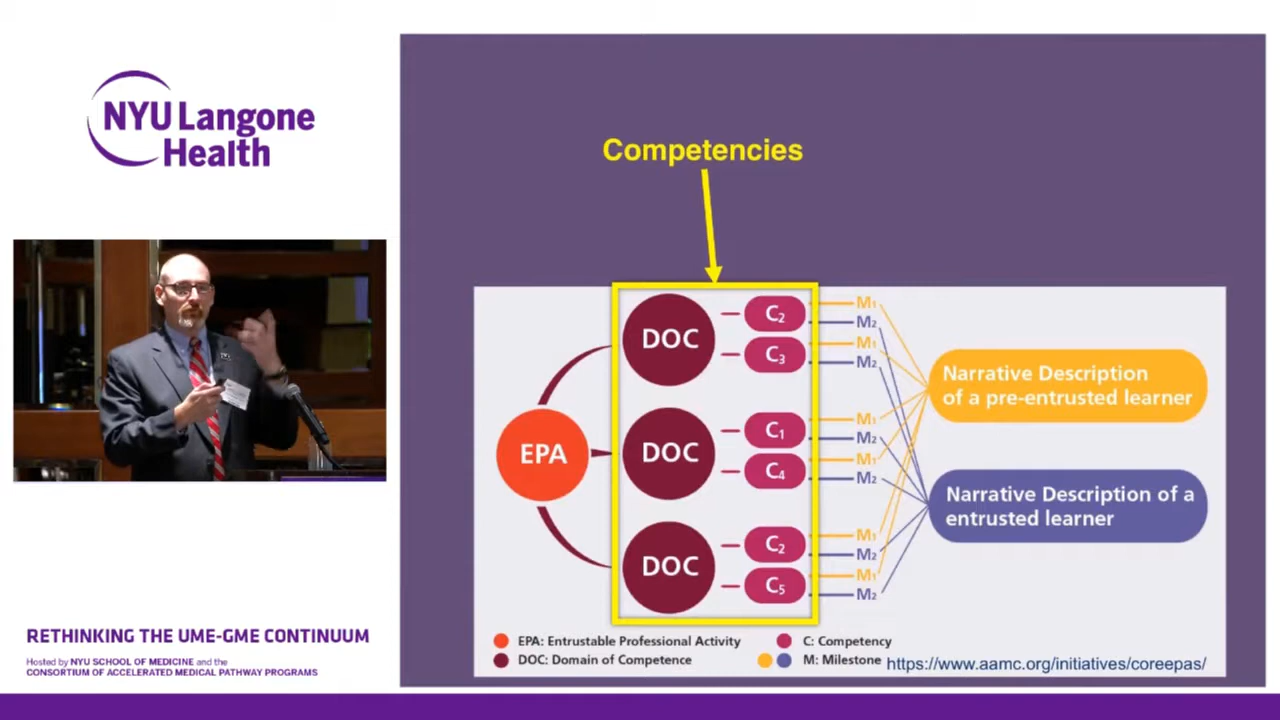 NYU Langone
Health
RETHINKING THE UME-GME CONTINUUM
Hosted by NYU SCHOOL OF MEDICINE and the
CONSORTIUM OF ACCELERATED MEDICAL PATHWAY PROGRAMS
Competencies
EPA
DOC
C2
C3
M1
M2
M1
M2
DOC
C1
C4
M1
M2
M1
M2
DOC
C2
C5
M1
M2
M1
M2
Narrative Description
of a pre-entrusted learner
Narrative Description of a
entrusted learner
EPA: Entrustable Professional Activity
C: Competency
DOC: Domain of Competence
M: Milestone
https://www.aamc.org/initiatives/coreepas/